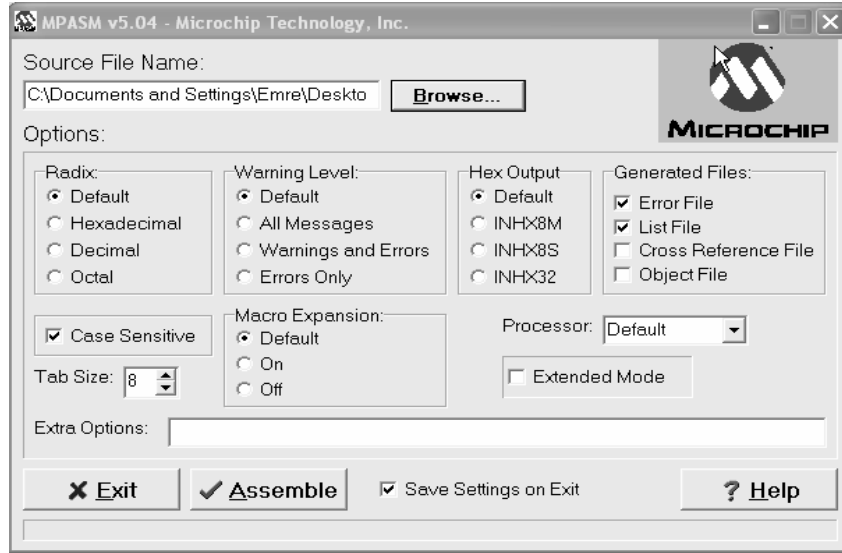 MPASM v5.04 - Microchip Technology, Inc.
Source File Name:
C:\Documents and Settings\Emre\Deskto
Browse...
MICROCHIP
Options:
Radix:
Default
Hexadecimal
Decimal
Octal
Warning Level:
Default
All Messages
Warnings and Errors
Errors Only
Hex Output
Default
INHX8M
INHX8S
INHX32
Generated Files:
Error File
List File
Cross Reference File
Object File
Case Sensitive
Tab Size: 8
Macro Expansion:
Default
On
Off
Processor: Default
Extended Mode
Extra Options:
Exit
Assemble
Save Settings on Exit
? Help